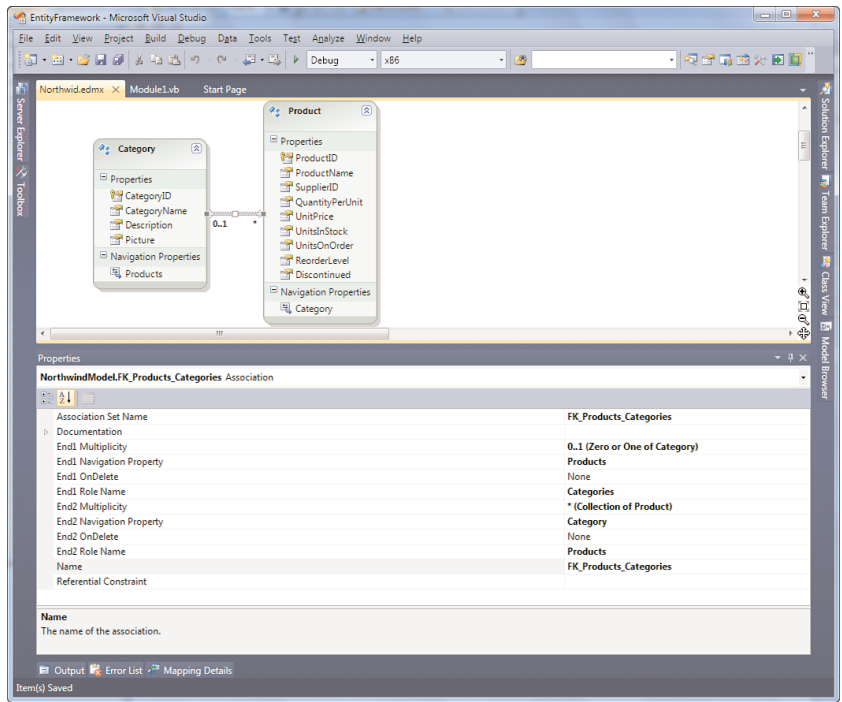 EntityFramework - Microsoft Visual Studio
File Edit View Project Build Debug Data Tools Test Analyze Window Help
Debug x86
Northwid.edmx Module1.vb Start Page
Server Explorer
Toolbox
Category
Properties
CategoryID
CategoryName
Description
Picture
Navigation Properties
Products
0..1 *
Product
Properties
ProductID
ProductName
SupplierID
QuantityPerUnit
UnitPrice
UnitsInStock
UnitsOnOrder
ReorderLevel
Discontinued
Navigation Properties
Category
Solution Explorer
Team Explorer
Class View
Model Browser
Properties
NorthwindModel.FK_Products_Categories Association
Association Set Name FK_Products_Categories
Documentation
End1 Multiplicity 0..1 (Zero or One of Category)
End1 Navigation Property Products
End1 OnDelete None
End1 Role Name Categories
End2 Multiplicity * (Collection of Product)
End2 Navigation Property Category
End2 OnDelete None
End2 Role Name Products
Name FK_Products_Categories
Referential Constraint
Name
The name of the association.
Output Error List Mapping Details
Item(s) Saved